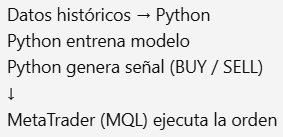 Datos históricos → Python
Python entrena modelo
Python genera señal (BUY / SELL)
↓
MetaTrader (MQL) ejecuta la orden